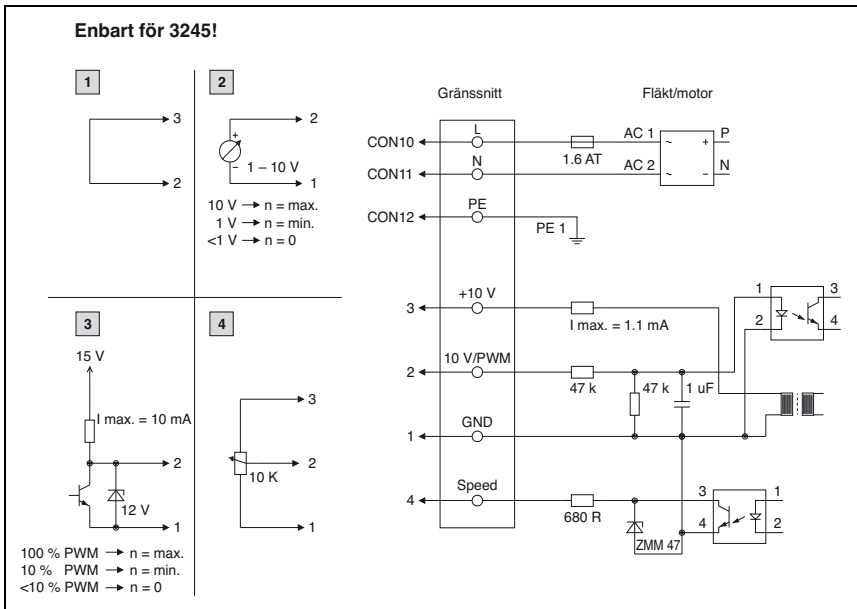 Enbart för 3245!
1
3
2
2
2
+
–
1 – 10 V
1
10 V → n = max.
1 V → n = min.
<1 V → n = 0
3
15 V
I max. = 10 mA
2
12 V
1
100 % PWM → n = max.
10 % PWM → n = min.
<10 % PWM → n = 0
4
3
2
10 K
1
Gränssnitt
Fläkt/motor
CON10
L
1.6 AT
AC 1
~
+
P
CON11
N
AC 2
~
–
N
CON12
PE
PE 1
3
+10 V
I max. = 1.1 mA
1
2
3
4
2
10 V/PWM
47 k
47 k
1 uF
1
GND
4
Speed
680 R
ZMM 47
3
4
1
2